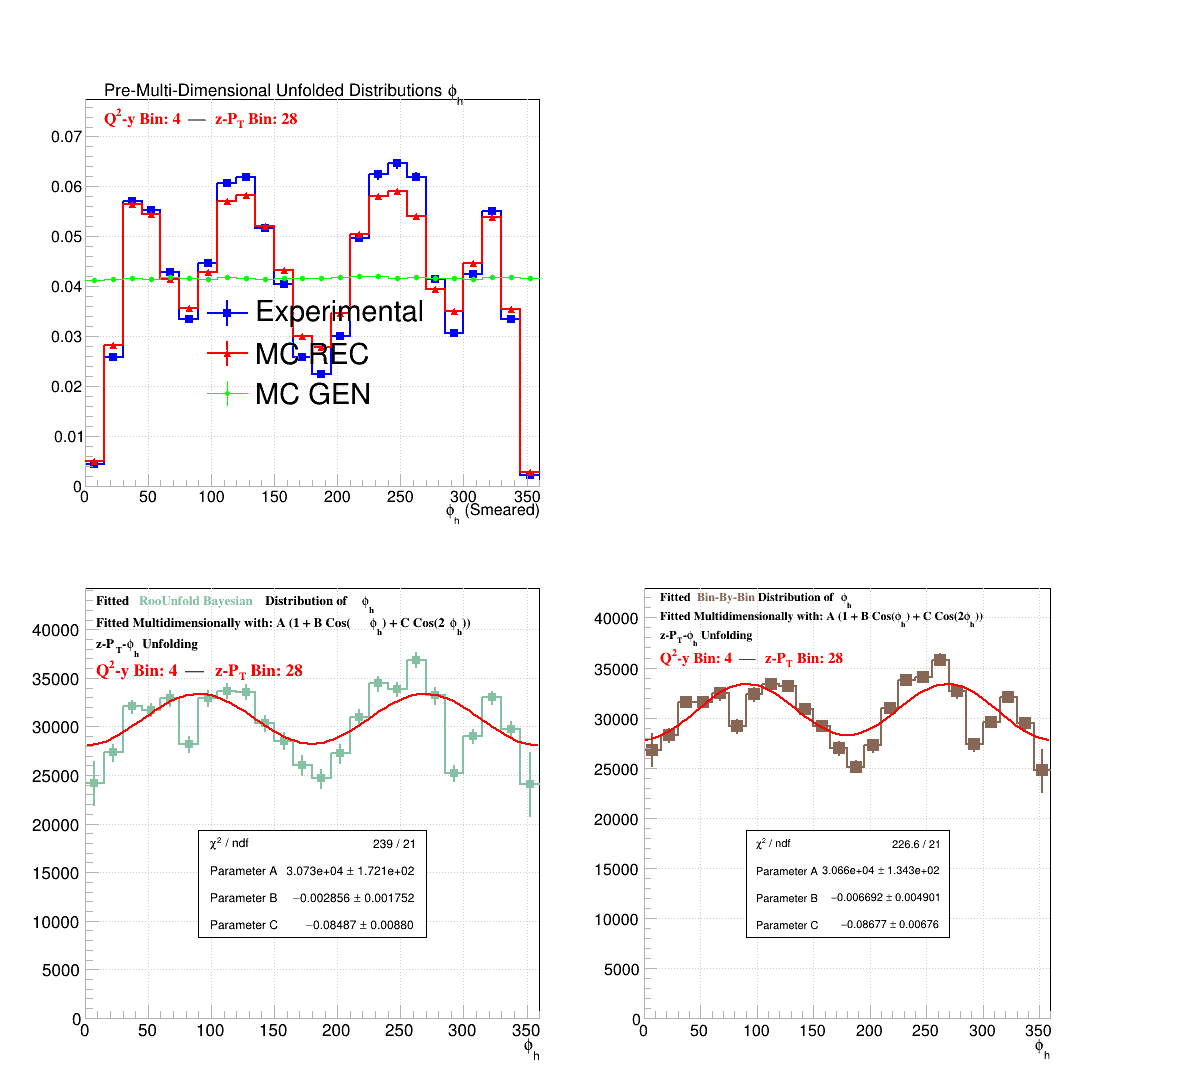 Pre-Multi-Dimensional Unfolded Distributions ϕh
Q2-y Bin: 4 — z-PT Bin: 28
0.07
0.06
0.05
0.04
0.03
0.02
0.01
0
Experimental
MC REC
MC GEN
0 50 100 150 200 250 300 350
ϕh (Smeared)
Fitted RooUnfold Bayesian Distribution of ϕh
Fitted Multidimensionally with: A (1 + B Cos( ϕh) + C Cos(2 ϕh))
z-PT-ϕh Unfolding
Q2-y Bin: 4 — z-PT Bin: 28
40000
35000
30000
25000
20000
15000
10000
5000
0
χ2 / ndf 239 / 21
Parameter A 3.073e+04 ± 1.721e+02
Parameter B −0.002856 ± 0.001752
Parameter C −0.08487 ± 0.00880
0 50 100 150 200 250 300 350
ϕh
Fitted Bin-By-Bin Distribution of ϕh
Fitted Multidimensionally with: A (1 + B Cos(ϕh) + C Cos(2ϕh))
z-PT-ϕh Unfolding
Q2-y Bin: 4 — z-PT Bin: 28
40000
35000
30000
25000
20000
15000
10000
5000
0
χ2 / ndf 226.6 / 21
Parameter A 3.066e+04 ± 1.343e+02
Parameter B −0.006692 ± 0.004901
Parameter C −0.08677 ± 0.00676
0 50 100 150 200 250 300 350
ϕh